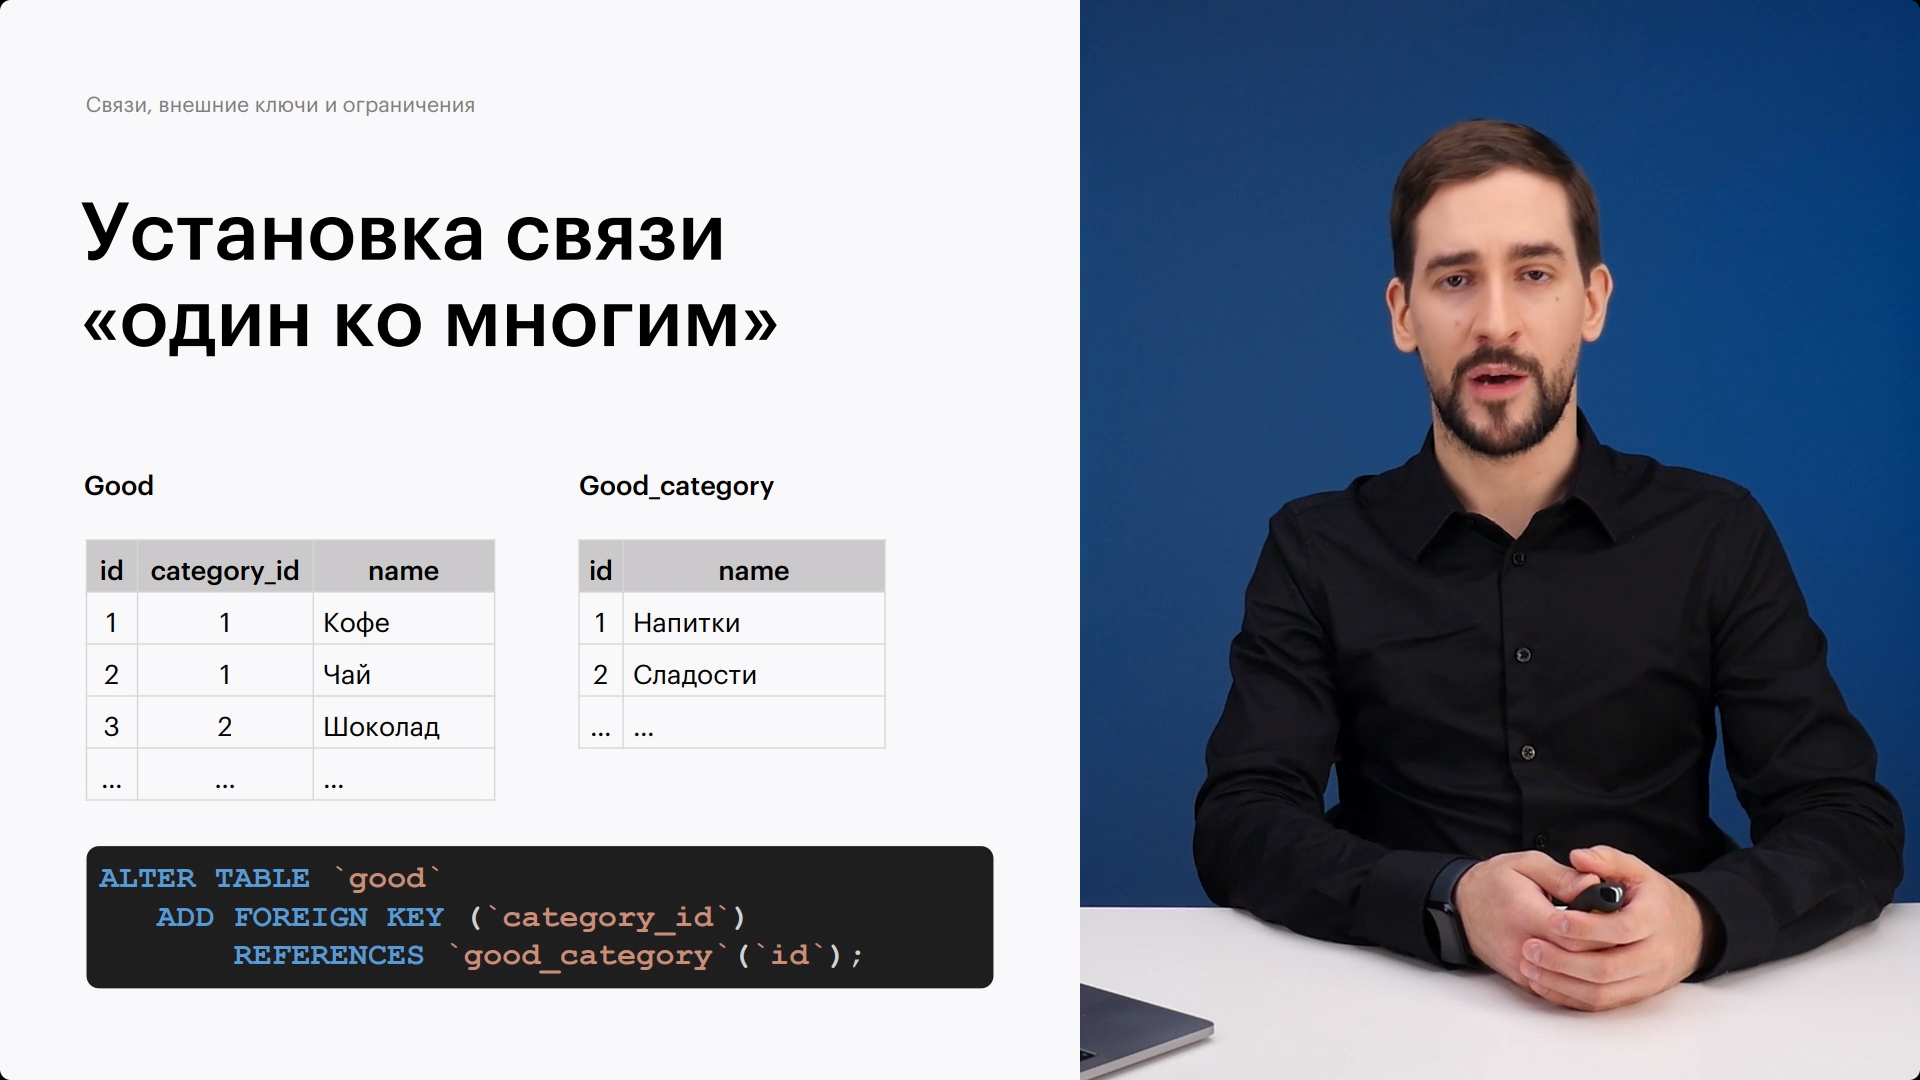 Связи, внешние ключи и ограничения
Установка связи
«один ко многим»
Good
id category_id name
1 1 Кофе
2 1 Чай
3 2 Шоколад
... ... ...
Good_category
id name
1 Напитки
2 Сладости
... ...
ALTER TABLE `good`
ADD FOREIGN KEY (`category_id`)
REFERENCES `good_category`(`id`);